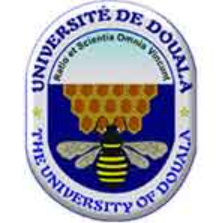 UNIVERSITÉ DE DOUALA
Ratio et Scientia Omnia Vincunt
THE UNIVERSITY OF DOUALA